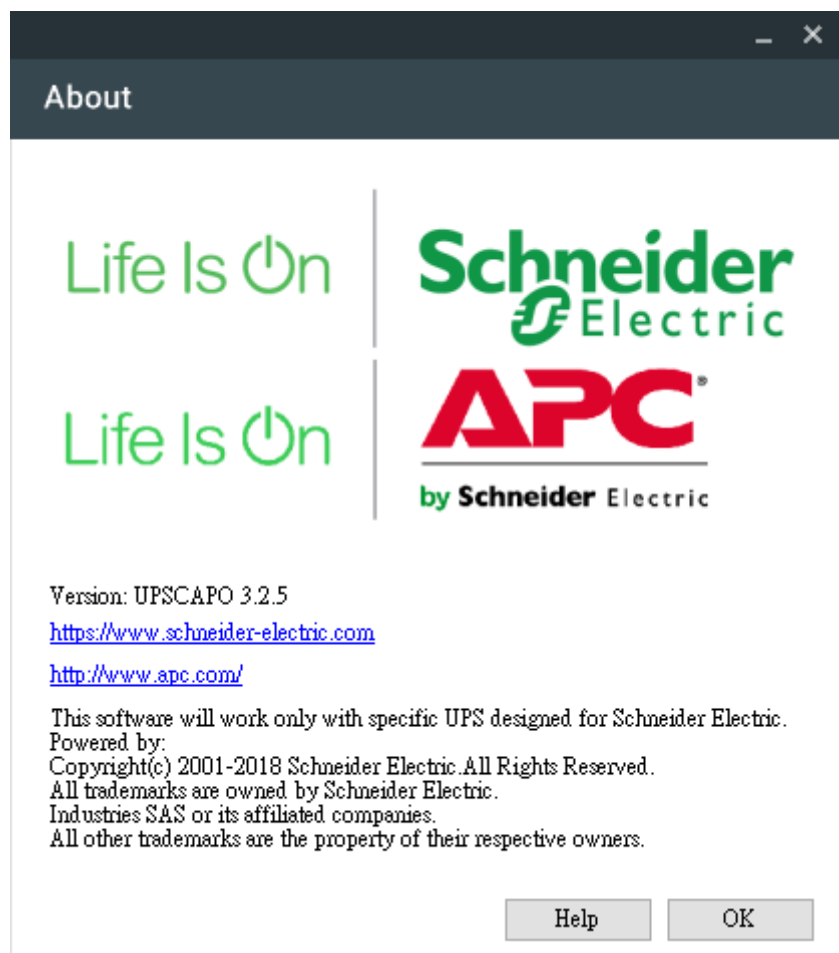 About
Life Is On
Schneider
Electric
Life Is On
APC®
by Schneider Electric
Version: UPSCAPO 3.2.5
https://www.schneider-electric.com
http://www.apc.com/
This software will work only with specific UPS designed for Schneider Electric.
Powered by:
Copyright(c) 2001-2018 Schneider Electric.All Rights Reserved.
All trademarks are owned by Schneider Electric.
Industries SAS or its affiliated companies.
All other trademarks are the property of their respective owners.
Help OK